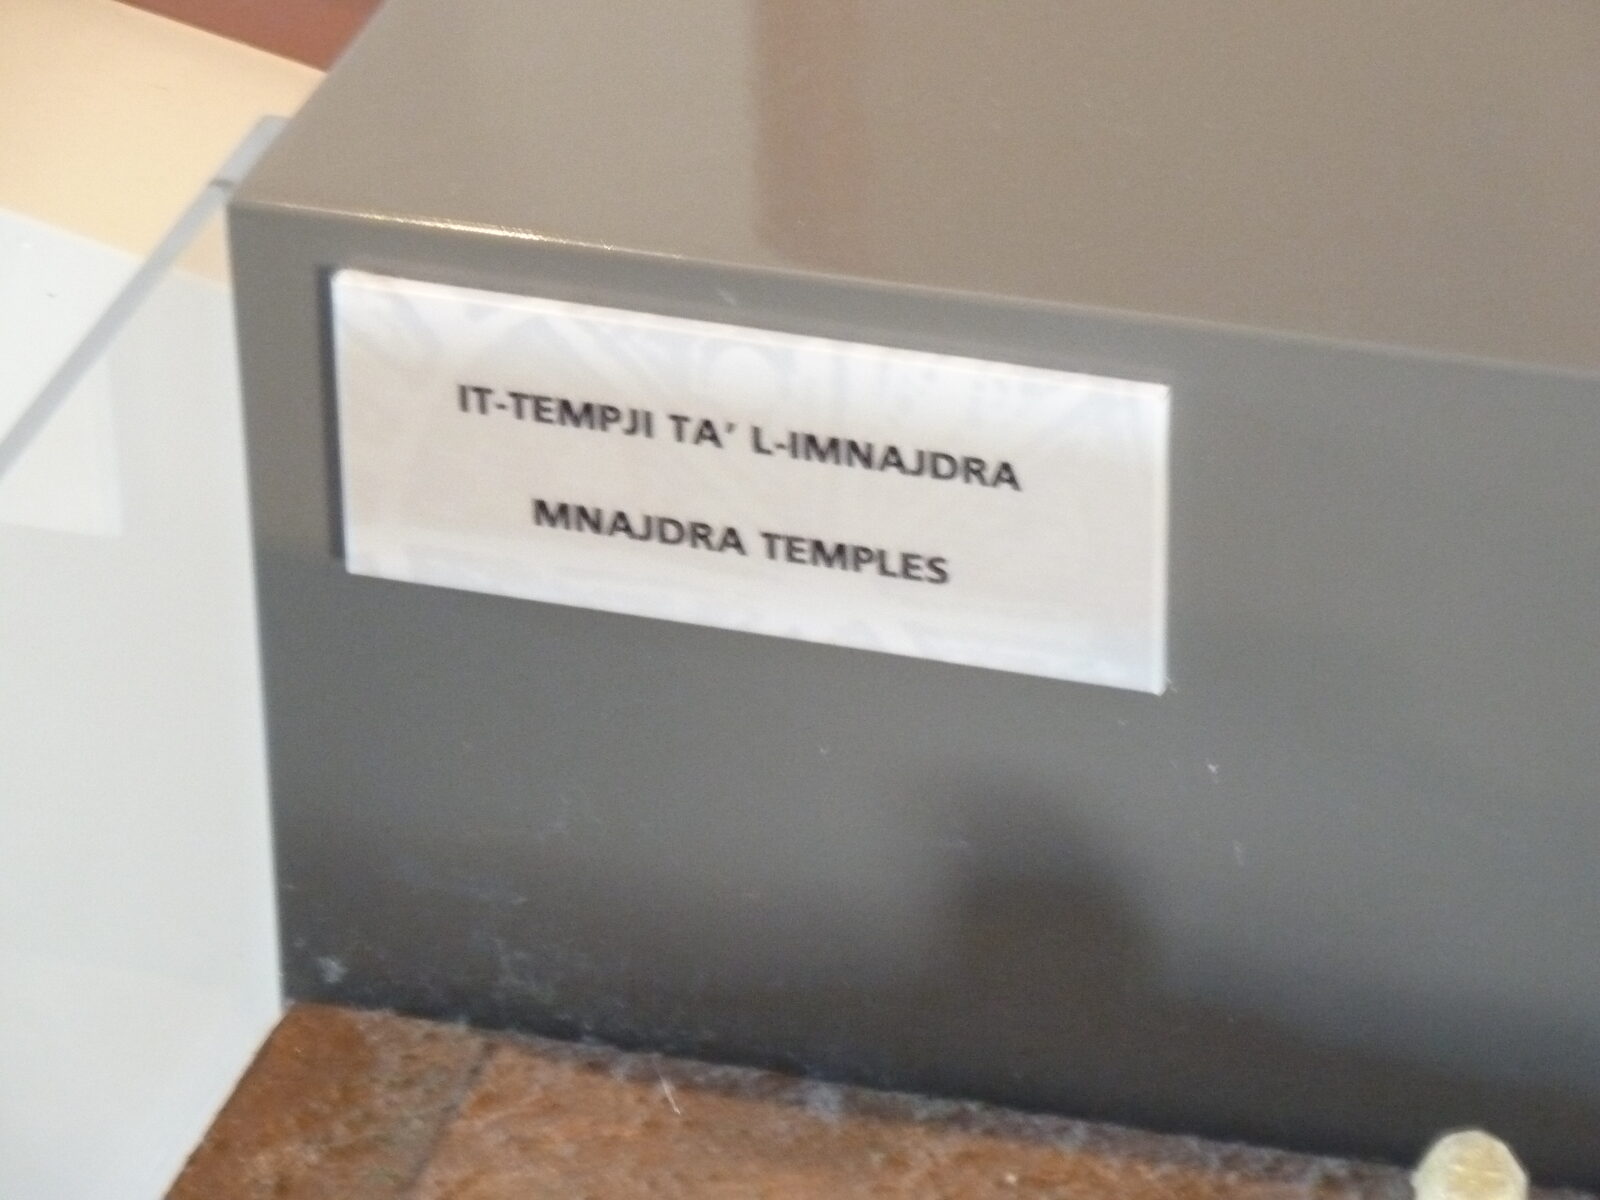 IT-TEMPJI TA' L-IMNAJDRA
MNAJDRA TEMPLES